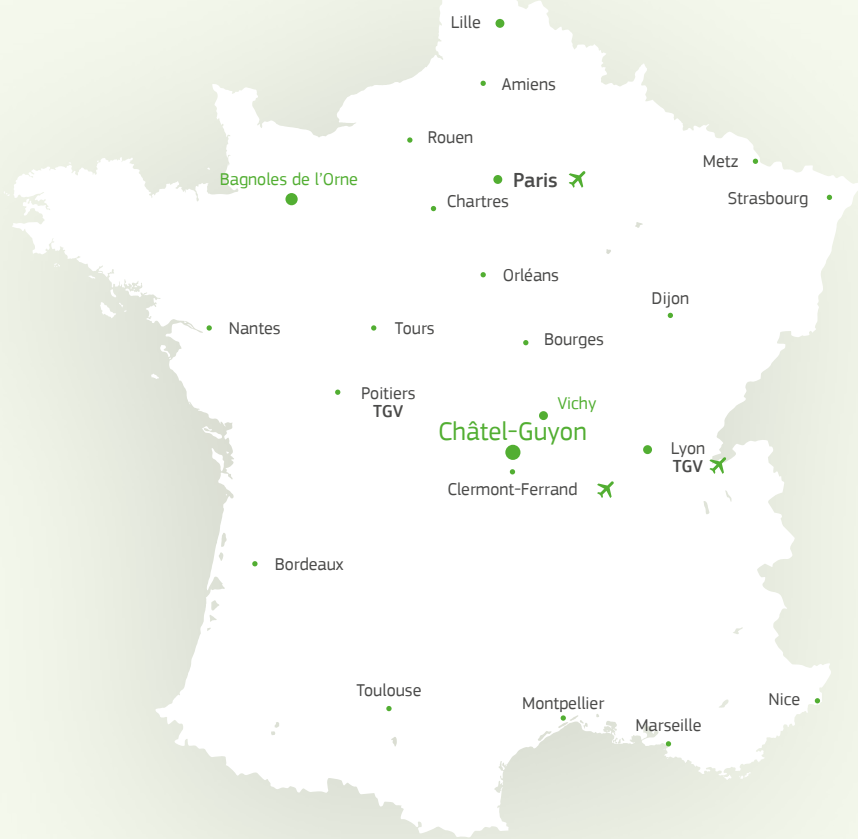 Lille
Amiens
Rouen
Metz
Bagnoles de l'Orne
Paris
Strasbourg
Chartres
Orléans
Dijon
Nantes
Tours
Bourges
Poitiers
TGV
Vichy
Châtel-Guyon
Lyon
TGV
Clermont-Ferrand
Bordeaux
Toulouse
Montpellier
Nice
Marseille